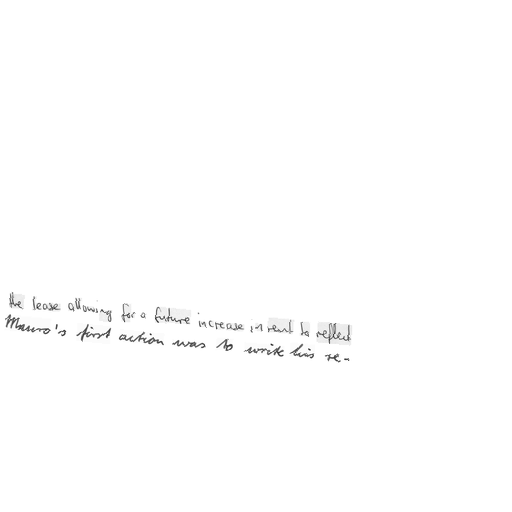 the lease allowing for a future increase in rent to reflect
Mauro's first action was to write his re-